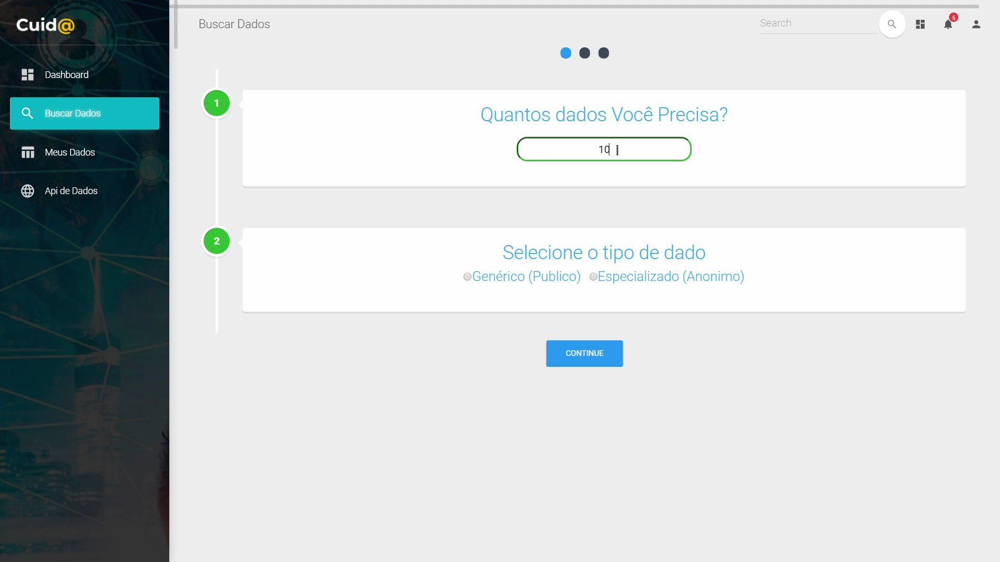 Cuid@
Buscar Dados
Search
5
Dashboard
Buscar Dados
Meus Dados
Api de Dados
1
Quantos dados Você Precisa?
10
2
Selecione o tipo de dado
Genérico (Publico) Especializado (Anonimo)
CONTINUE